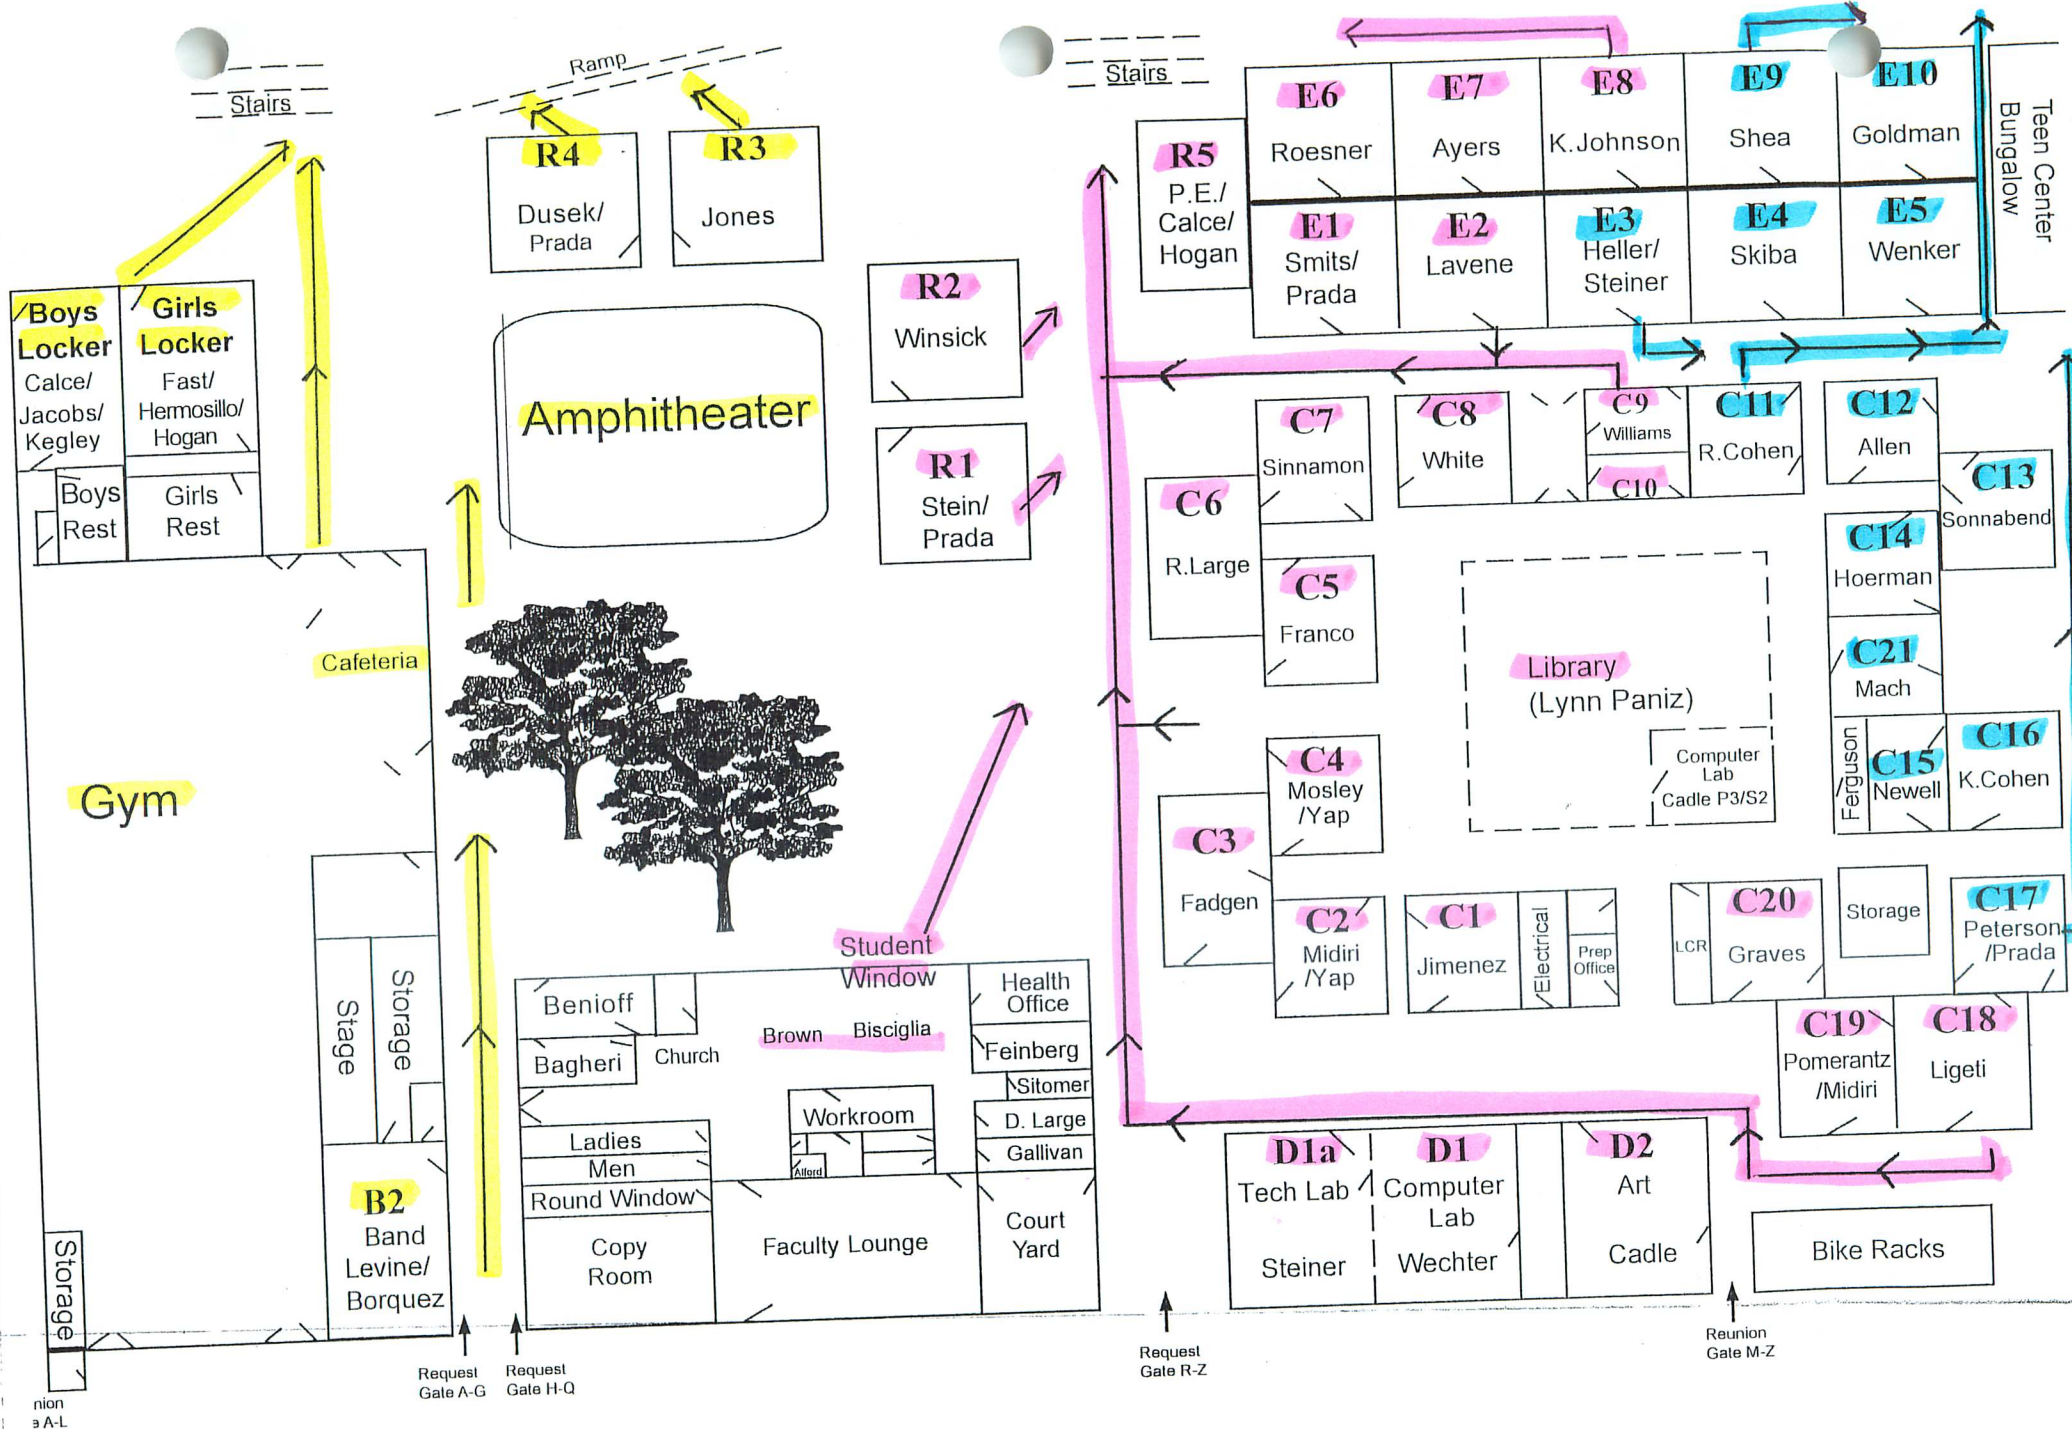 Stairs
Ramp
Stairs
R4
Dusek/
Prada
R3
Jones
R5
P.E./
Calce/
Hogan
E6
Roesner
E7
Ayers
E8
K.Johnson
E9
Shea
E10
Goldman
Teen Center
Bungalow
E1
Smits/
Prada
E2
Lavene
E3
Heller/
Steiner
E4
Skiba
E5
Wenker
Boys
Locker
Calce/
Jacobs/
Kegley
Girls
Locker
Fast/
Hermosillo/
Hogan
Boys
Rest
Girls
Rest
Amphitheater
R2
Winsick
R1
Stein/
Prada
C7
Sinnamon
C8
White
C9
Williams
C10
C11
R.Cohen
C12
Allen
C13
Sonnabend
C6
R.Large
C5
Franco
C14
Hoerman
C21
Mach
Library
(Lynn Paniz)
Computer
Lab
Cadle P3/S2
Ferguson
C15
Newell
C16
K.Cohen
Cafeteria
Gym
C4
Mosley
/Yap
C3
Fadgen
C2
Midiri
/Yap
C1
Jimenez
Electrical
Prep
Office
LCR
C20
Graves
Storage
C17
Peterson
/Prada
C19
Pomerantz
/Midiri
C18
Ligeti
Stage
Storage
Student
Window
Benioff
Bagheri
Church
Brown
Bisciglia
Health
Office
Feinberg
Sitomer
D. Large
Gallivan
Workroom
Alford
Ladies
Men
Round Window
Copy
Room
Faculty Lounge
Court
Yard
B2
Band
Levine/
Borquez
Storage
D1a
Tech Lab
Steiner
D1
Computer
Lab
Wechter
D2
Art
Cadle
Bike Racks
Request
Gate A-G
Request
Gate H-Q
Request
Gate R-Z
Reunion
Gate M-Z
nion
A-L